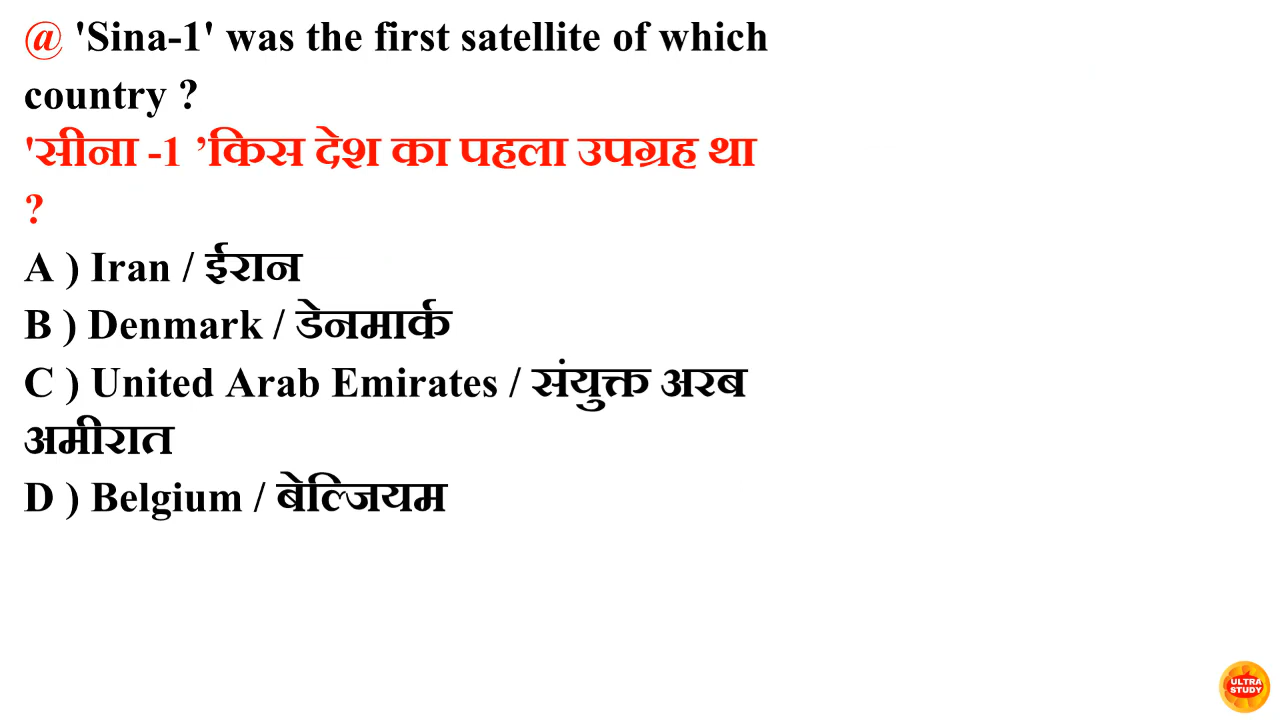 @ 'Sina-1' was the first satellite of which
country ?
'सीना -1 ’किस देश का पहला उपग्रह था
?
A ) Iran / ईरान
B ) Denmark / डेनमार्क
C ) United Arab Emirates / संयुक्त अरब
अमीरात
D ) Belgium / बेल्जियम
ULTRA
STUDY